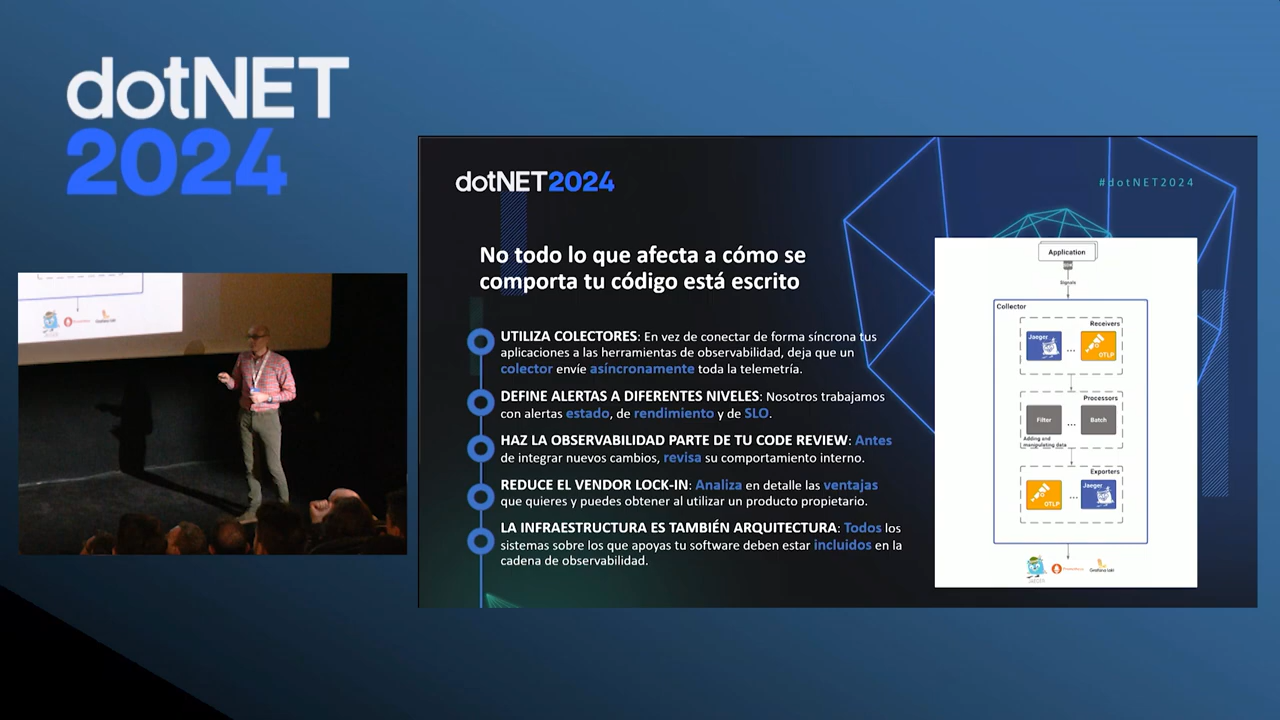 dotNET
2024
dotNET2024
#dotNET2024
No todo lo que afecta a cómo se
comporta tu código está escrito
UTILIZA COLECTORES: En vez de conectar de forma síncrona tus
aplicaciones a las herramientas de observabilidad, deja que un
colector envíe asíncronamente toda la telemetría.
DEFINE ALERTAS A DIFERENTES NIVELES: Nosotros trabajamos
con alertas estado, de rendimiento y de SLO.
HAZ LA OBSERVABILIDAD PARTE DE TU CODE REVIEW: Antes
de integrar nuevos cambios, revisa su comportamiento interno.
REDUCE EL VENDOR LOCK-IN: Analiza en detalle las ventajas
que quieres y puedes obtener al utilizar un producto propietario.
LA INFRAESTRUCTURA ES TAMBIÉN ARQUITECTURA: Todos los
sistemas sobre los que apoyas tu software deben estar incluidos en la
cadena de observabilidad.
Application
Signals
Collector
Receivers
Jaeger
...
OTLP
Processors
Filter
...
Batch
Adding and
manipulating data
Exporters
OTLP
...
Jaeger
JAEGER
Prometheus
Grafana labs